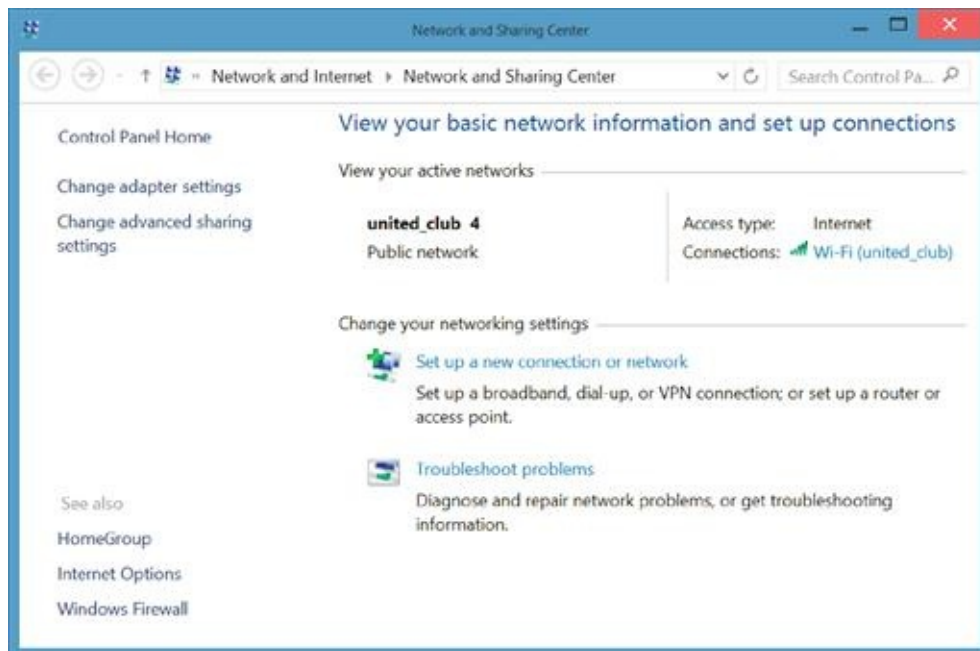 Network and Sharing Center
Network and Internet Network and Sharing Center
Search Control Pa...
Control Panel Home
Change adapter settings
Change advanced sharing
settings
See also
HomeGroup
Internet Options
Windows Firewall
View your basic network information and set up connections
View your active networks
united_club 4
Public network
Access type: Internet
Connections: Wi-Fi (united_club)
Change your networking settings
Set up a new connection or network
Set up a broadband, dial-up, or VPN connection; or set up a router or
access point.
Troubleshoot problems
Diagnose and repair network problems, or get troubleshooting
information.